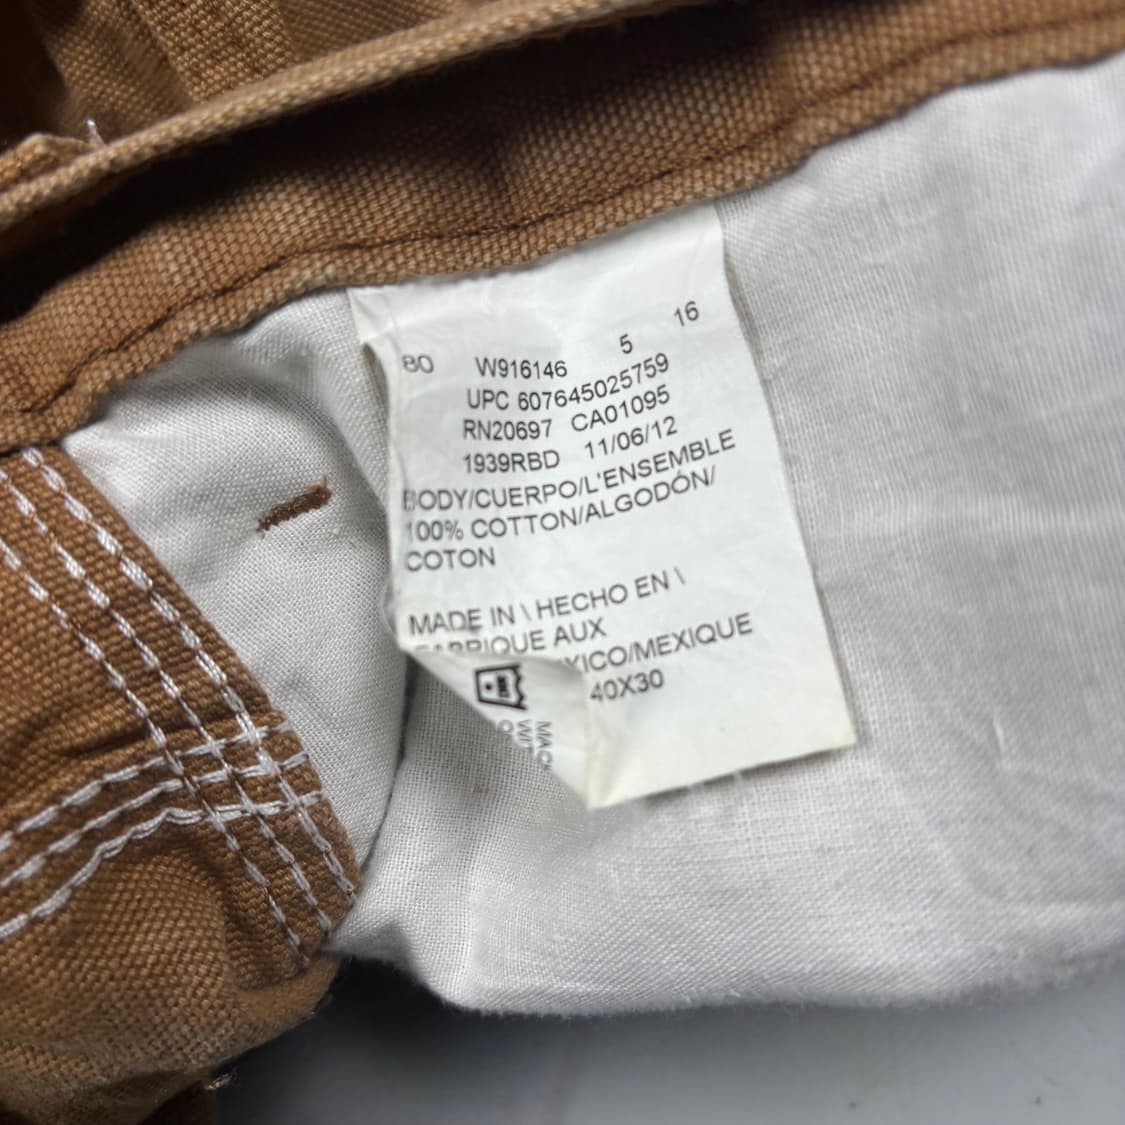 80 W916146 5 16
UPC 607645025759
RN20697 CA01095
1939RBD 11/06/12
BODY/CUERPO/L'ENSEMBLE
100% COTTON/ALGODÓN/
COTON
MADE IN \ HECHO EN \
FABRIQUE AUX
XICO/MEXIQUE
40X30